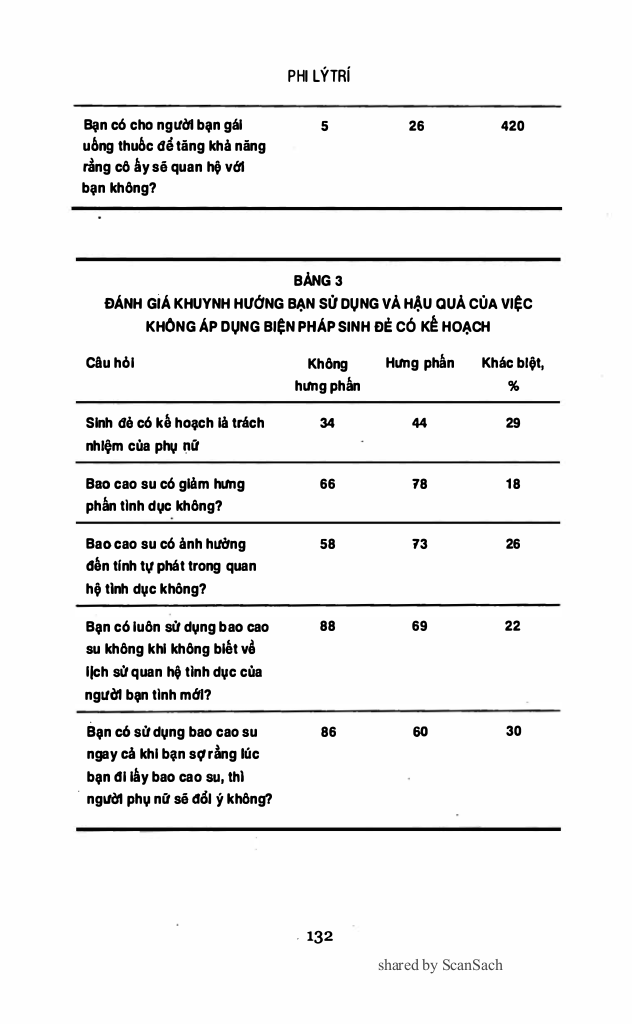 PHI LÝ TRÍ
Bạn có cho người bạn gái 5 26 420
uống thuốc để tăng khả năng
rằng cô ấy sẽ quan hệ với
bạn không?
BẢNG 3
ĐÁNH GIÁ KHUYNH HƯỚNG BẠN SỬ DỤNG VÀ HẬU QUẢ CỦA VIỆC
KHÔNG ÁP DỤNG BIỆN PHÁP SINH ĐẺ CÓ KẾ HOẠCH
Câu hỏi Không Hưng phấn Khác biệt,
hưng phấn %
Sinh đẻ có kế hoạch là trách 34 44 29
nhiệm của phụ nữ
Bao cao su có giảm hưng 66 78 18
phấn tình dục không?
Bao cao su có ảnh hưởng 58 73 26
đến tính tự phát trong quan
hệ tình dục không?
Bạn có luôn sử dụng bao cao 88 69 22
su không khi không biết về
lịch sử quan hệ tình dục của
người bạn tình mới?
Bạn có sử dụng bao cao su 86 60 30
ngay cả khi bạn sợ rằng lúc
bạn đi lấy bao cao su, thì
người phụ nữ sẽ đổi ý không?
132
shared by ScanSach